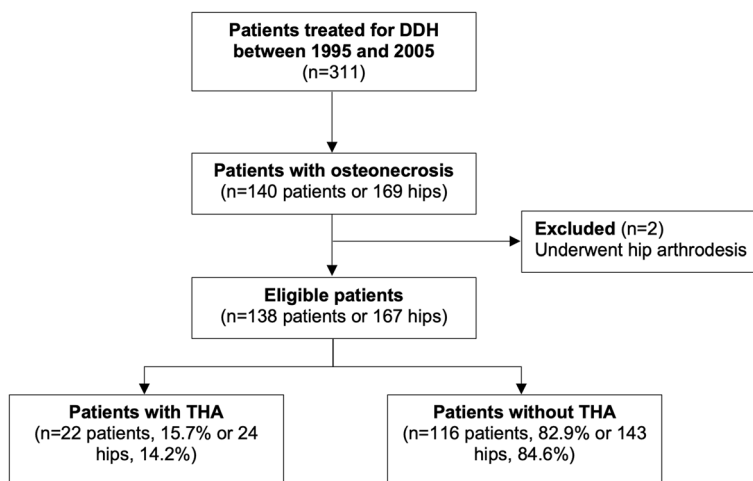 Patients treated for DDH
between 1995 and 2005
(n=311)
Patients with osteonecrosis
(n=140 patients or 169 hips)
Excluded (n=2)
Underwent hip arthrodesis
Eligible patients
(n=138 patients or 167 hips)
Patients with THA
(n=22 patients, 15.7% or 24
hips, 14.2%)
Patients without THA
(n=116 patients, 82.9% or 143
hips, 84.6%)